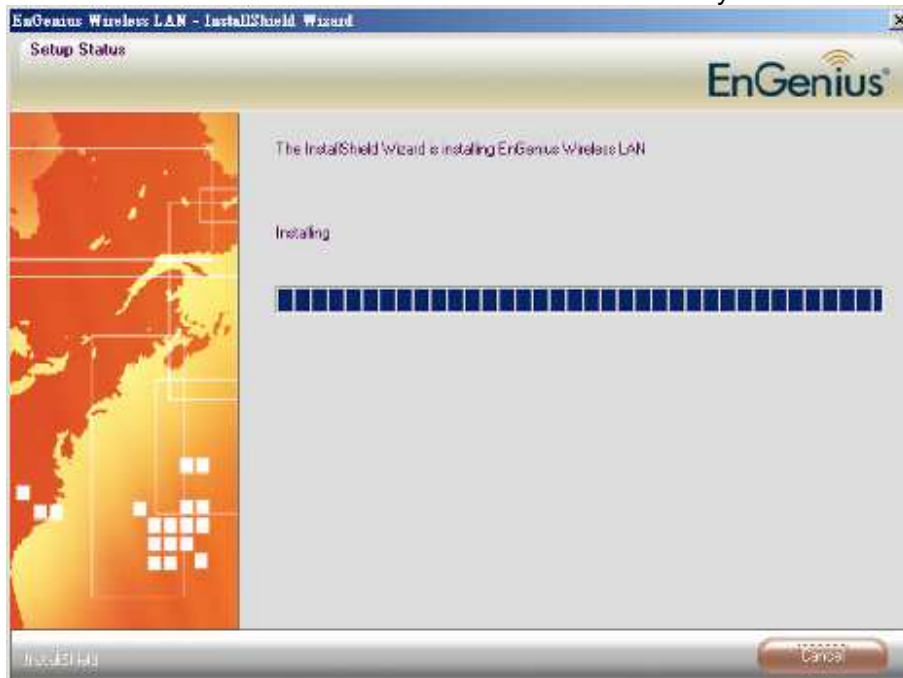 EnGenius Wireless LAN - InstallShield Wizard
Setup Status
EnGenius®
The InstallShield Wizard is installing EnGenius Wireless LAN
Installing
InstallShield
Cancel